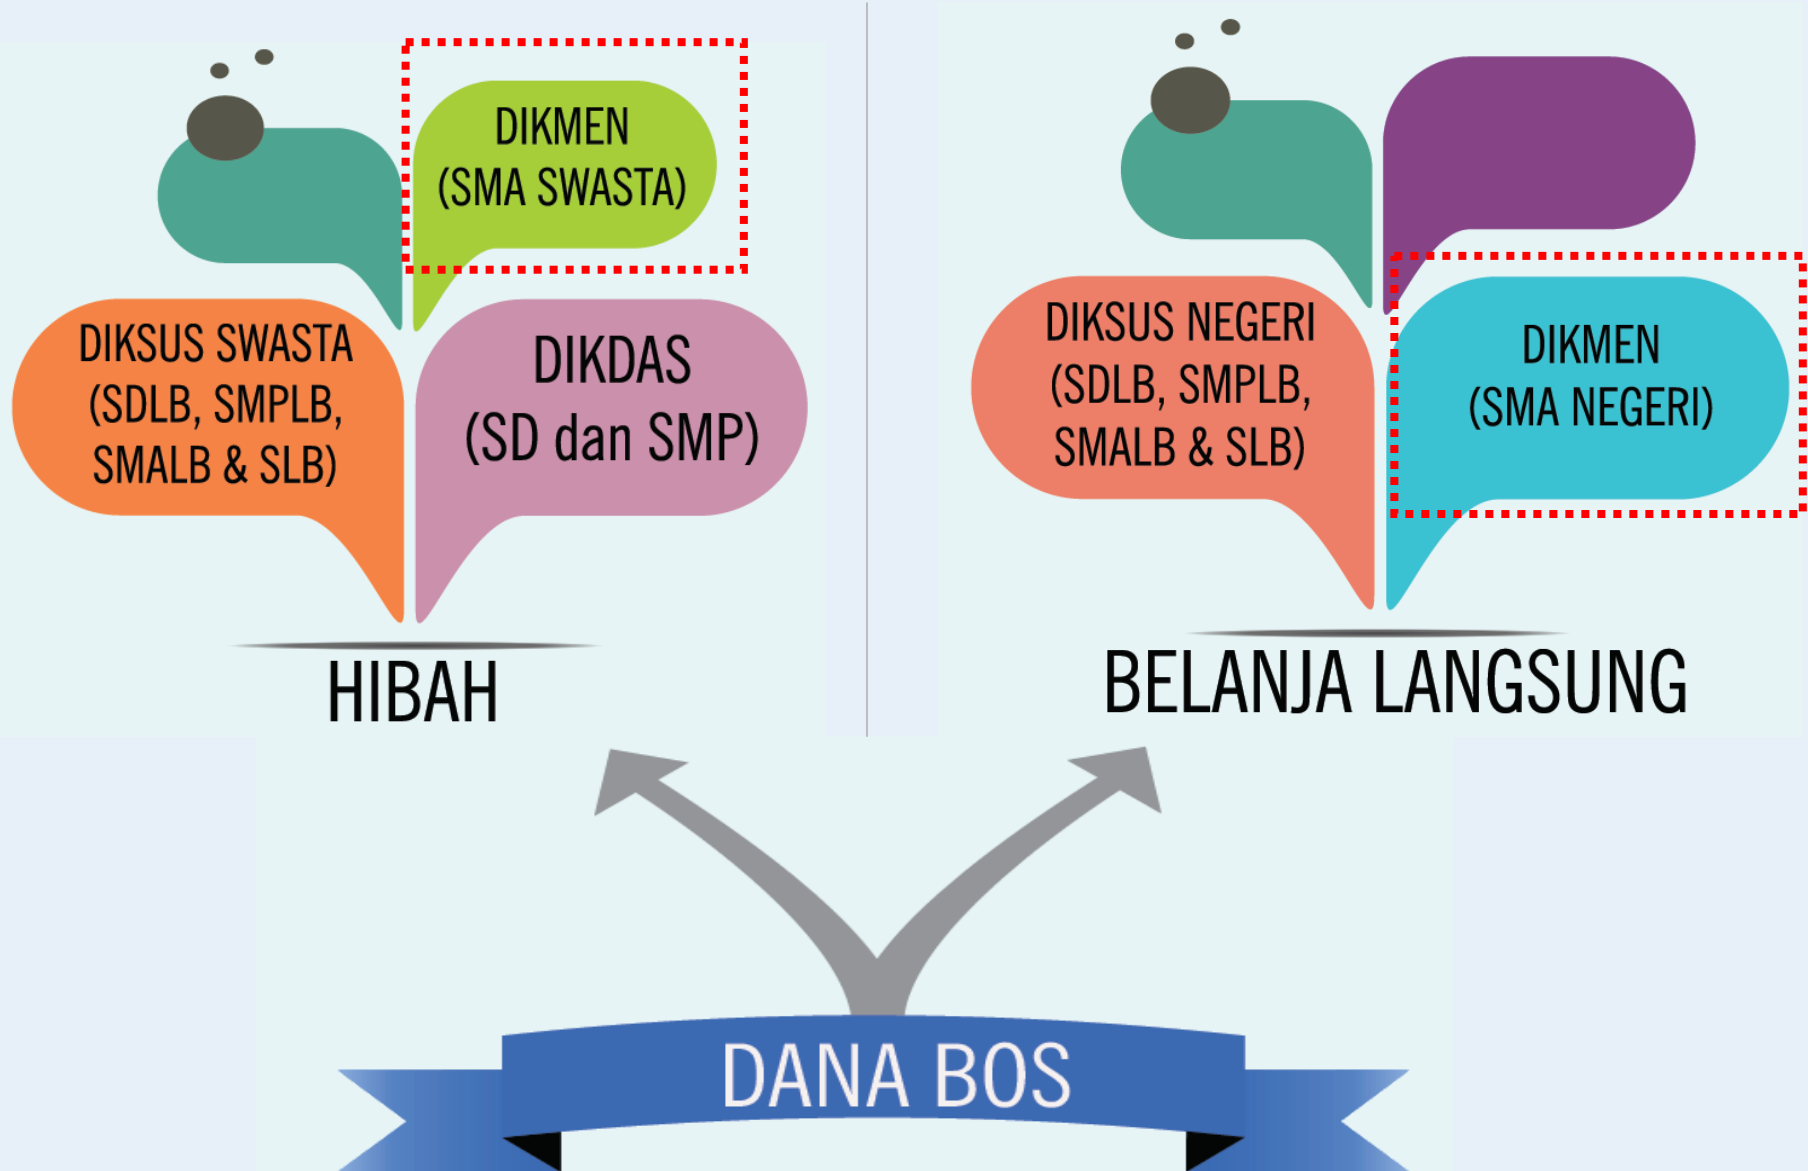 DIKMEN
(SMA SWASTA)
DIKSUS SWASTA
(SDLB, SMPLB,
SMALB & SLB)
DIKDAS
(SD dan SMP)
HIBAH
DIKSUS NEGERI
(SDLB, SMPLB,
SMALB & SLB)
DIKMEN
(SMA NEGERI)
BELANJA LANGSUNG
DANA BOS